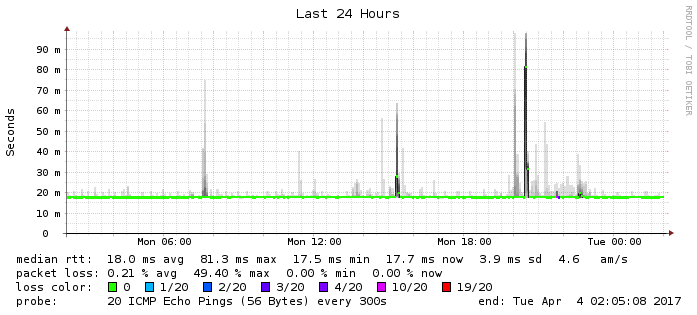 Last 24 Hours
RRDTOOL / TOBI OETIKER
Seconds
90 m
80 m
70 m
60 m
50 m
40 m
30 m
20 m
10 m
0
Mon 06:00 Mon 12:00 Mon 18:00 Tue 00:00
median rtt: 18.0 ms avg 81.3 ms max 17.5 ms min 17.7 ms now 3.9 ms sd 4.6 am/s
packet loss: 0.21 % avg 49.40 % max 0.00 % min 0.00 % now
loss color: 0 1/20 2/20 3/20 4/20 10/20 19/20
probe: 20 ICMP Echo Pings (56 Bytes) every 300s end: Tue Apr 4 02:05:08 2017